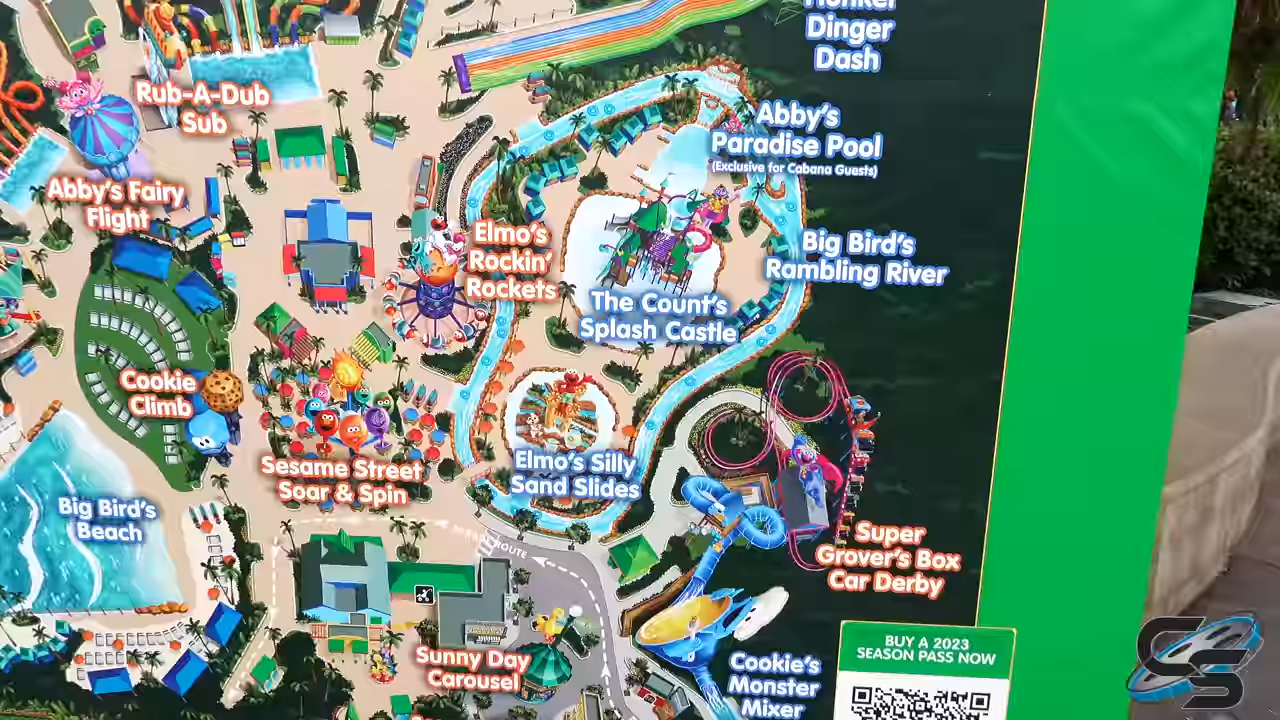 Honker
Dinger
Dash
Rub-A-Dub
Sub
Abby's
Paradise Pool
(Exclusive for Cabana Guests)
Abby's Fairy
Flight
Elmo's
Rockin'
Rockets
Big Bird's
Rambling River
The Count's
Splash Castle
Cookie
Climb
Sesame Street
Soar & Spin
Elmo's Silly
Sand Slides
Big Bird's
Beach
ROUTE
Super
Grover's Box
Car Derby
Sunny Day
Carousel
Cookie's
Monster
Mixer
BUY A 2023
SEASON PASS NOW
CS